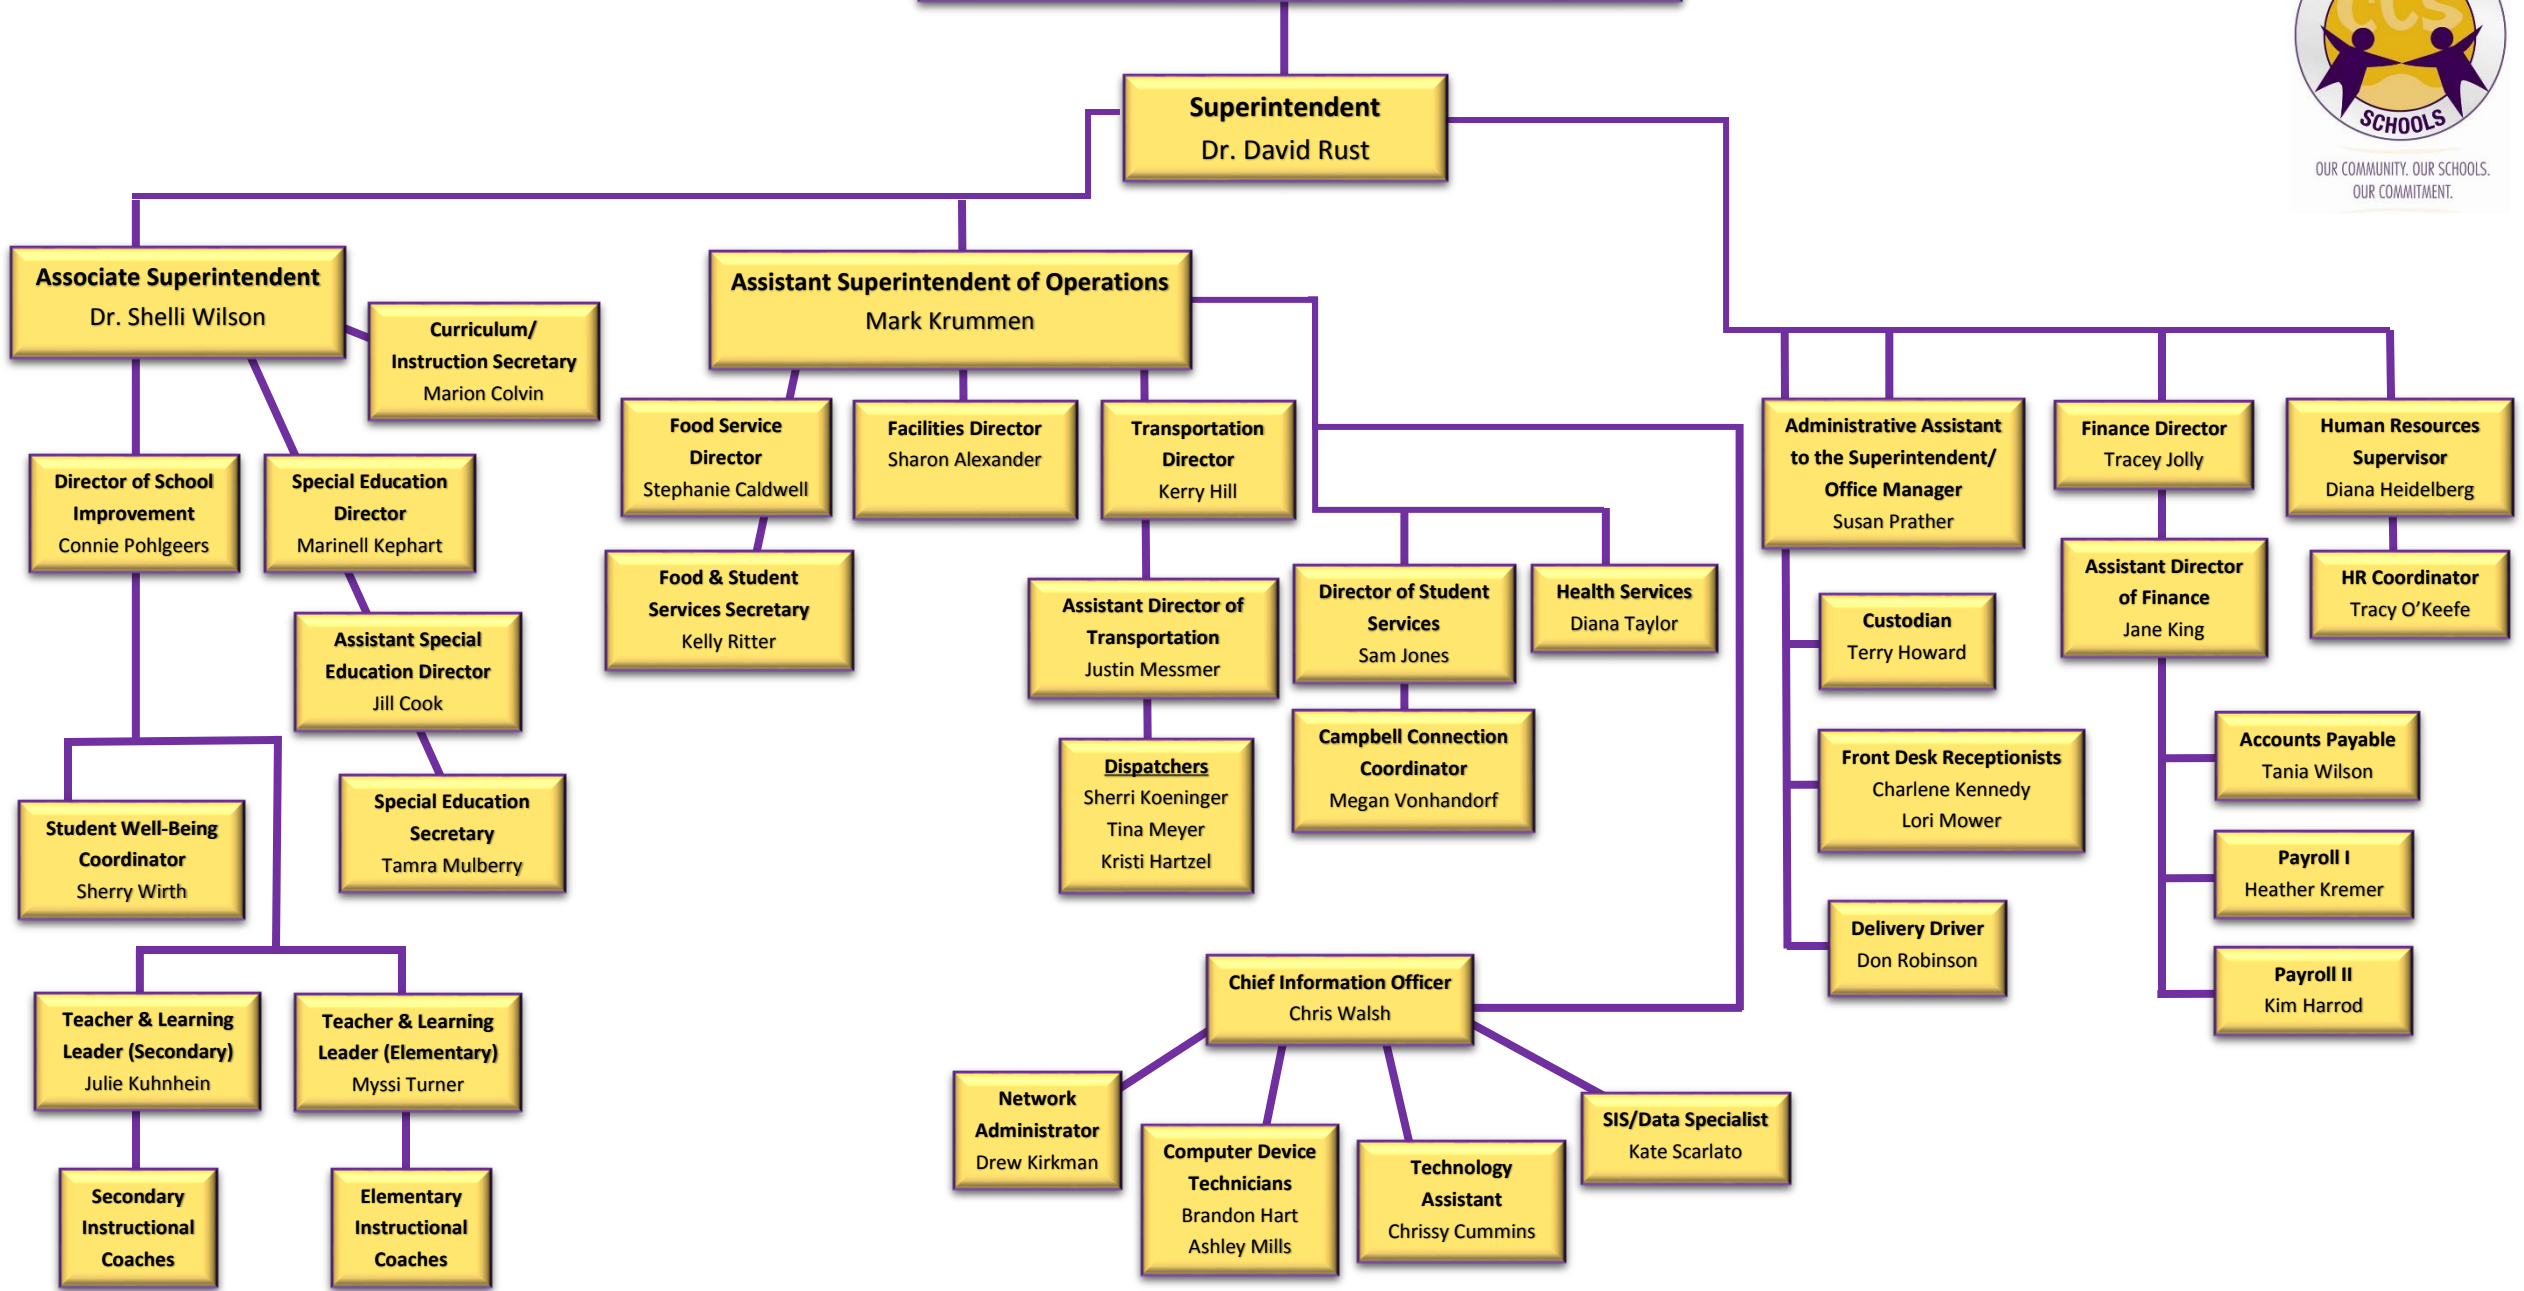 CCS
SCHOOLS
OUR COMMUNITY. OUR SCHOOLS.
OUR COMMITMENT.
Superintendent
Dr. David Rust
Associate Superintendent
Dr. Shelli Wilson
Curriculum/
Instruction Secretary
Marion Colvin
Director of School
Improvement
Connie Pohlgeers
Special Education
Director
Marinell Kephart
Assistant Special
Education Director
Jill Cook
Special Education
Secretary
Tamra Mulberry
Student Well-Being
Coordinator
Sherry Wirth
Teacher & Learning
Leader (Secondary)
Julie Kuhnhein
Teacher & Learning
Leader (Elementary)
Myssi Turner
Secondary
Instructional
Coaches
Elementary
Instructional
Coaches
Assistant Superintendent of Operations
Mark Krummen
Food Service
Director
Stephanie Caldwell
Food & Student
Services Secretary
Kelly Ritter
Facilities Director
Sharon Alexander
Transportation
Director
Kerry Hill
Assistant Director of
Transportation
Justin Messmer
Dispatchers
Sherri Koeninger
Tina Meyer
Kristi Hartzel
Director of Student
Services
Sam Jones
Campbell Connection
Coordinator
Megan Vonhandorf
Health Services
Diana Taylor
Chief Information Officer
Chris Walsh
Network
Administrator
Drew Kirkman
Computer Device
Technicians
Brandon Hart
Ashley Mills
Technology
Assistant
Chrissy Cummins
SIS/Data Specialist
Kate Scarlato
Administrative Assistant
to the Superintendent/
Office Manager
Susan Prather
Custodian
Terry Howard
Front Desk Receptionists
Charlene Kennedy
Lori Mower
Delivery Driver
Don Robinson
Finance Director
Tracey Jolly
Assistant Director
of Finance
Jane King
Accounts Payable
Tania Wilson
Payroll I
Heather Kremer
Payroll II
Kim Harrod
Human Resources
Supervisor
Diana Heidelberg
HR Coordinator
Tracy O’Keefe